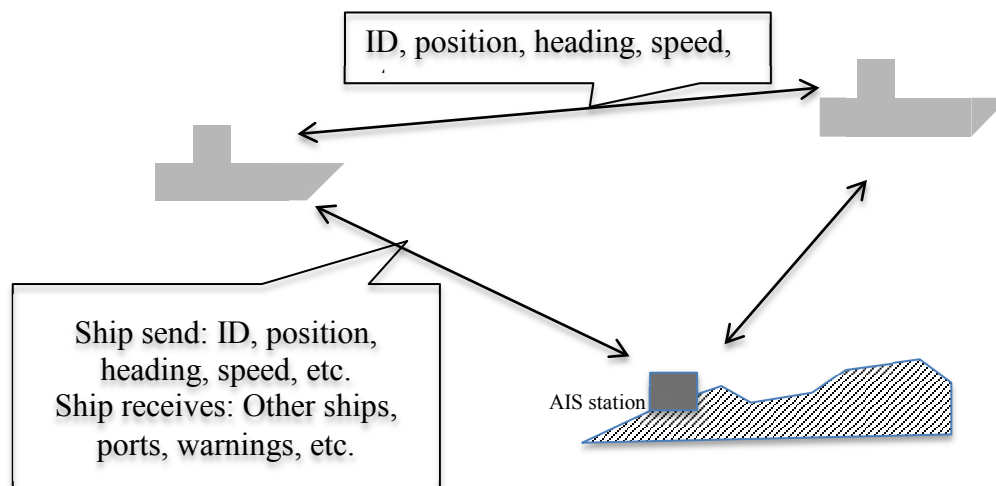 ID, position, heading, speed,
Ship send: ID, position,
heading, speed, etc.
Ship receives: Other ships,
ports, warnings, etc.
AIS station